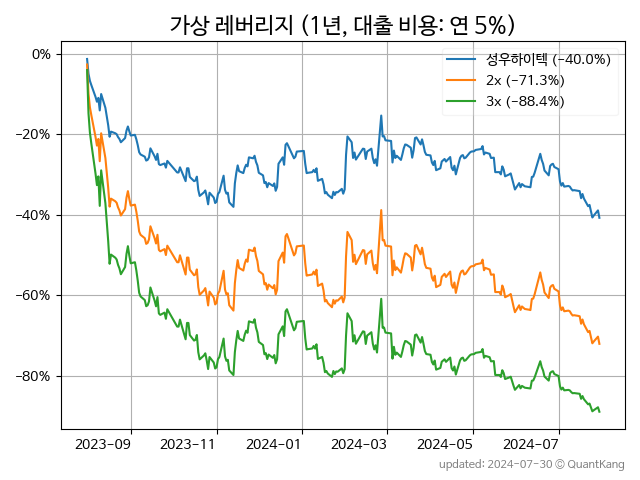 가상 레버리지 (1년, 대출 비용: 연 5%)
성우하이텍 (−40.0%)
2x (−71.3%)
3x (−88.4%)
0%
−20%
−40%
−60%
−80%
2023-09
2023-11
2024-01
2024-03
2024-05
2024-07
updated: 2024-07-30 © QuantKang